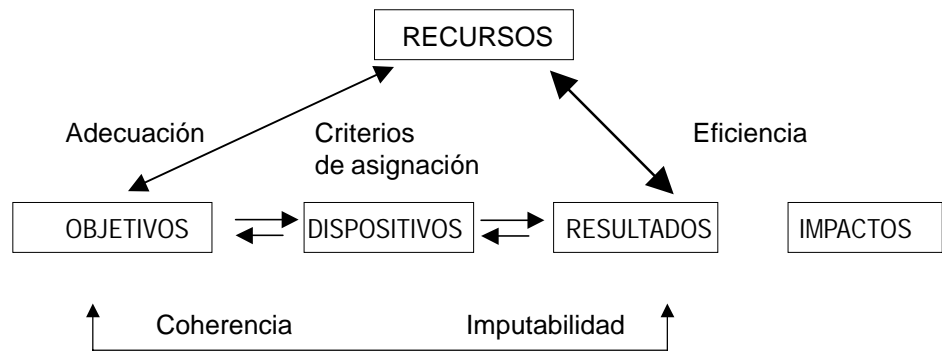 RECURSOS
Adecuación
Criterios
de asignación
Eficiencia
OBJETIVOS
DISPOSITIVOS
RESULTADOS
IMPACTOS
Coherencia
Imputabilidad